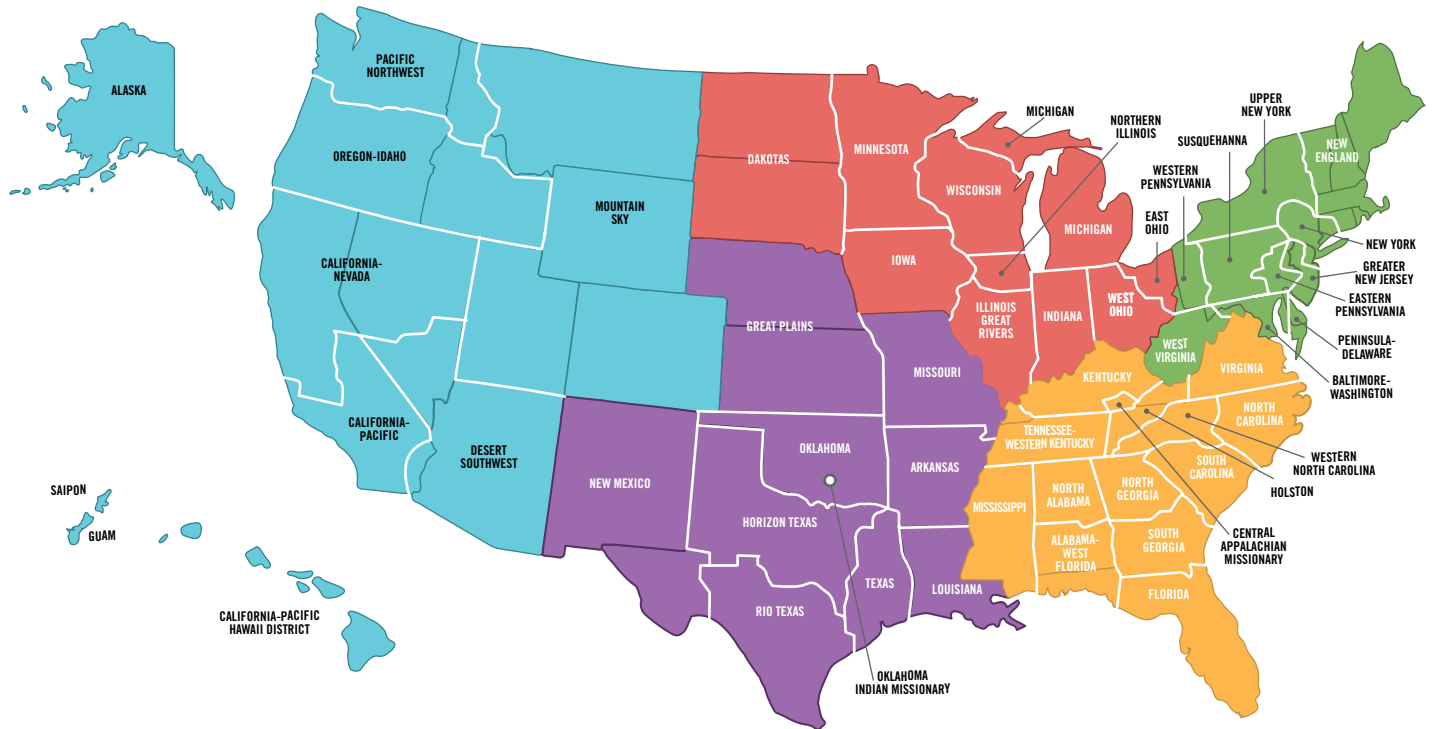 ALASKA
PACIFIC
NORTHWEST
OREGON-IDAHO
MOUNTAIN
SKY
CALIFORNIA-
NEVADA
CALIFORNIA-
PACIFIC
DESERT
SOUTHWEST
SAIPON
GUAM
CALIFORNIA-PACIFIC
HAWAII DISTRICT
DAKOTAS
MINNESOTA
WISCONSIN
MICHIGAN
MICHIGAN
NORTHERN
ILLINOIS
IOWA
ILLINOIS
GREAT
RIVERS
INDIANA
WEST
OHIO
EAST
OHIO
WESTERN
PENNSYLVANIA
SUSQUEHANNA
UPPER
NEW YORK
NEW
ENGLAND
NEW YORK
GREATER
NEW JERSEY
EASTERN
PENNSYLVANIA
PENINSULA-
DELAWARE
BALTIMORE-
WASHINGTON
WEST
VIRGINIA
GREAT PLAINS
MISSOURI
NEW MEXICO
OKLAHOMA
ARKANSAS
HORIZON TEXAS
RIO TEXAS
TEXAS
LOUISIANA
OKLAHOMA
INDIAN MISSIONARY
KENTUCKY
VIRGINIA
TENNESSEE-
WESTERN KENTUCKY
NORTH
CAROLINA
WESTERN
NORTH CAROLINA
HOLSTON
CENTRAL
APPALACHIAN
MISSIONARY
SOUTH
CAROLINA
MISSISSIPPI
NORTH
ALABAMA
NORTH
GEORGIA
ALABAMA-
WEST
FLORIDA
SOUTH
GEORGIA
FLORIDA